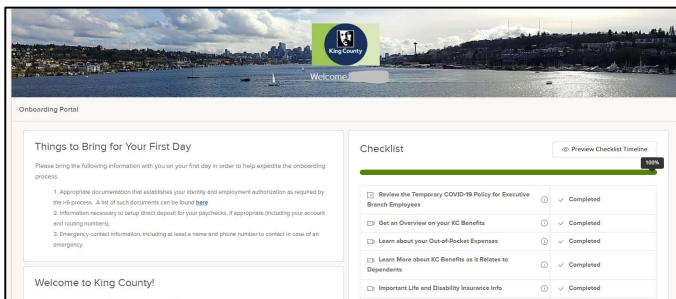 King County
Welcome
Onboarding Portal
Things to Bring for Your First Day
Please bring the following information with you on your first day in order to help expedite the onboarding
process.
1. Appropriate documentation that establishes your identity and employment authorization as required by
the I-9 process. A list of such documents can be found here
2. Information necessary to setup direct deposit for your paychecks, if appropriate (including your account
and routing numbers).
3. Emergency contact information, including at least a name and phone number to contact in case of an
emergency.
Welcome to King County!
Checklist
Preview Checklist Timeline
100%
Review the Temporary COVID-19 Policy for Executive
Branch Employees
Completed
Get an Overview on your KC Benefits
Completed
Learn about your Out-of-Pocket Expenses
Completed
Learn More about KC Benefits as it Relates to
Dependents
Completed
Important Life and Disability Insurance Info
Completed